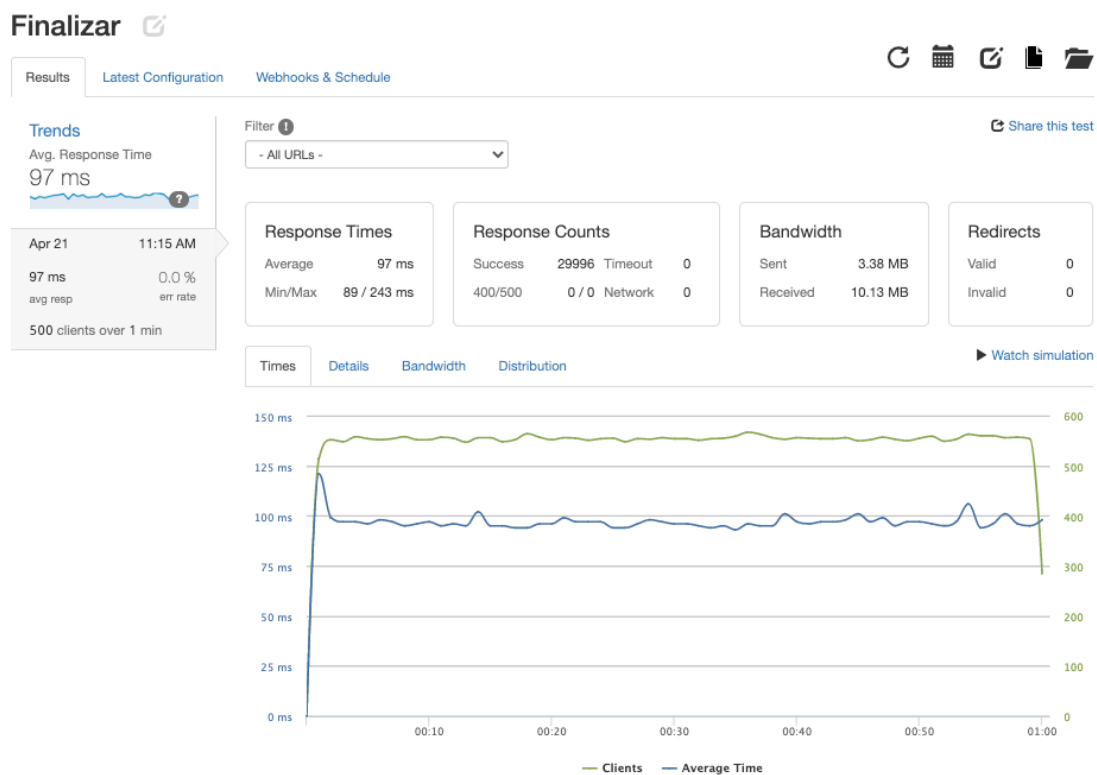 Finalizar
Results Latest Configuration Webhooks & Schedule
Trends
Avg. Response Time
97 ms
?
Apr 21 11:15 AM
97 ms 0.0 %
avg resp err rate
500 clients over 1 min
Filter !
Share this test
- All URLs -
Response Times
Average 97 ms
Min/Max 89 / 243 ms
Response Counts
Success 29996 Timeout 0
400/500 0 / 0 Network 0
Bandwidth
Sent 3.38 MB
Received 10.13 MB
Redirects
Valid 0
Invalid 0
Watch simulation
Times Details Bandwidth Distribution
150 ms 600
125 ms 500
100 ms 400
75 ms 300
50 ms 200
25 ms 100
0 ms 0
00:10 00:20 00:30 00:40 00:50 01:00
Clients Average Time